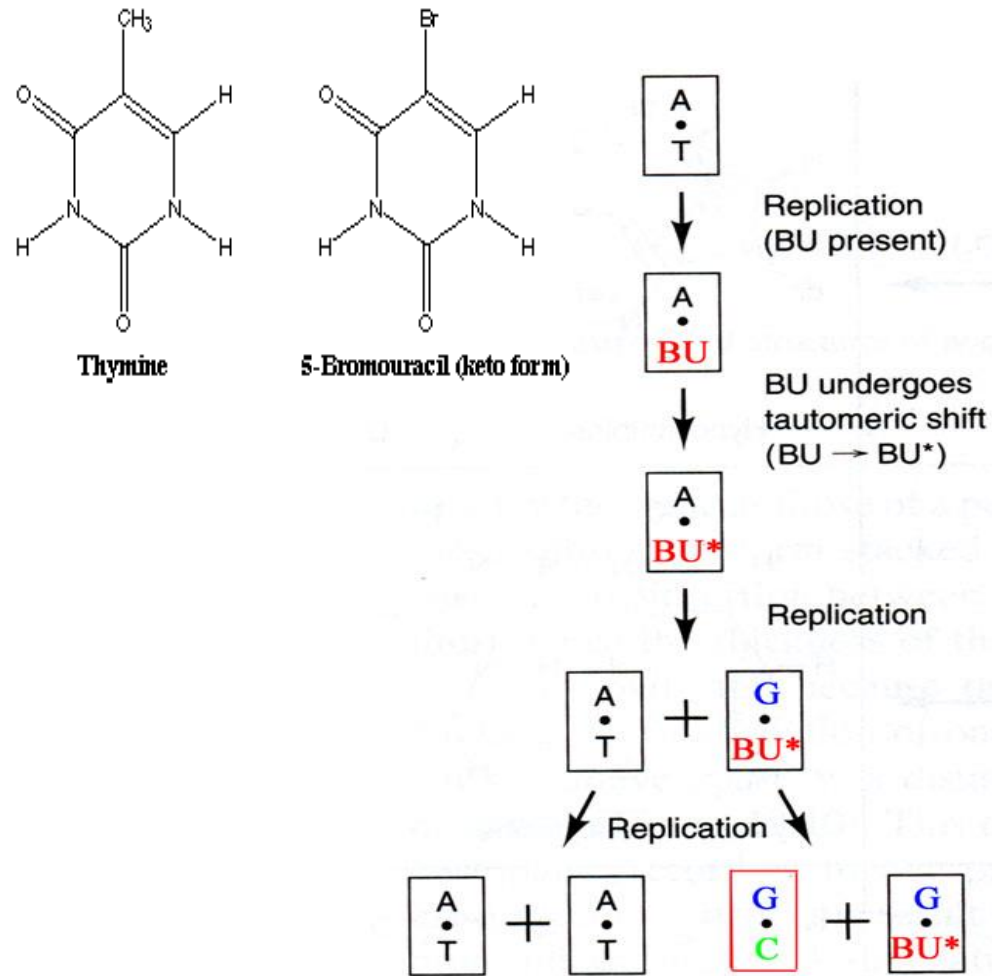 CH3
O
H
N
N
H
H
O
Thymine
Br
O
H
N
N
H
H
O
5-Bromouracil (keto form)
A
T
Replication
(BU present)
A
BU
BU undergoes
tautomeric shift
(BU → BU*)
A
BU*
Replication
A
T
+
G
BU*
Replication
A
T
+
A
T
G
C
+
G
BU*